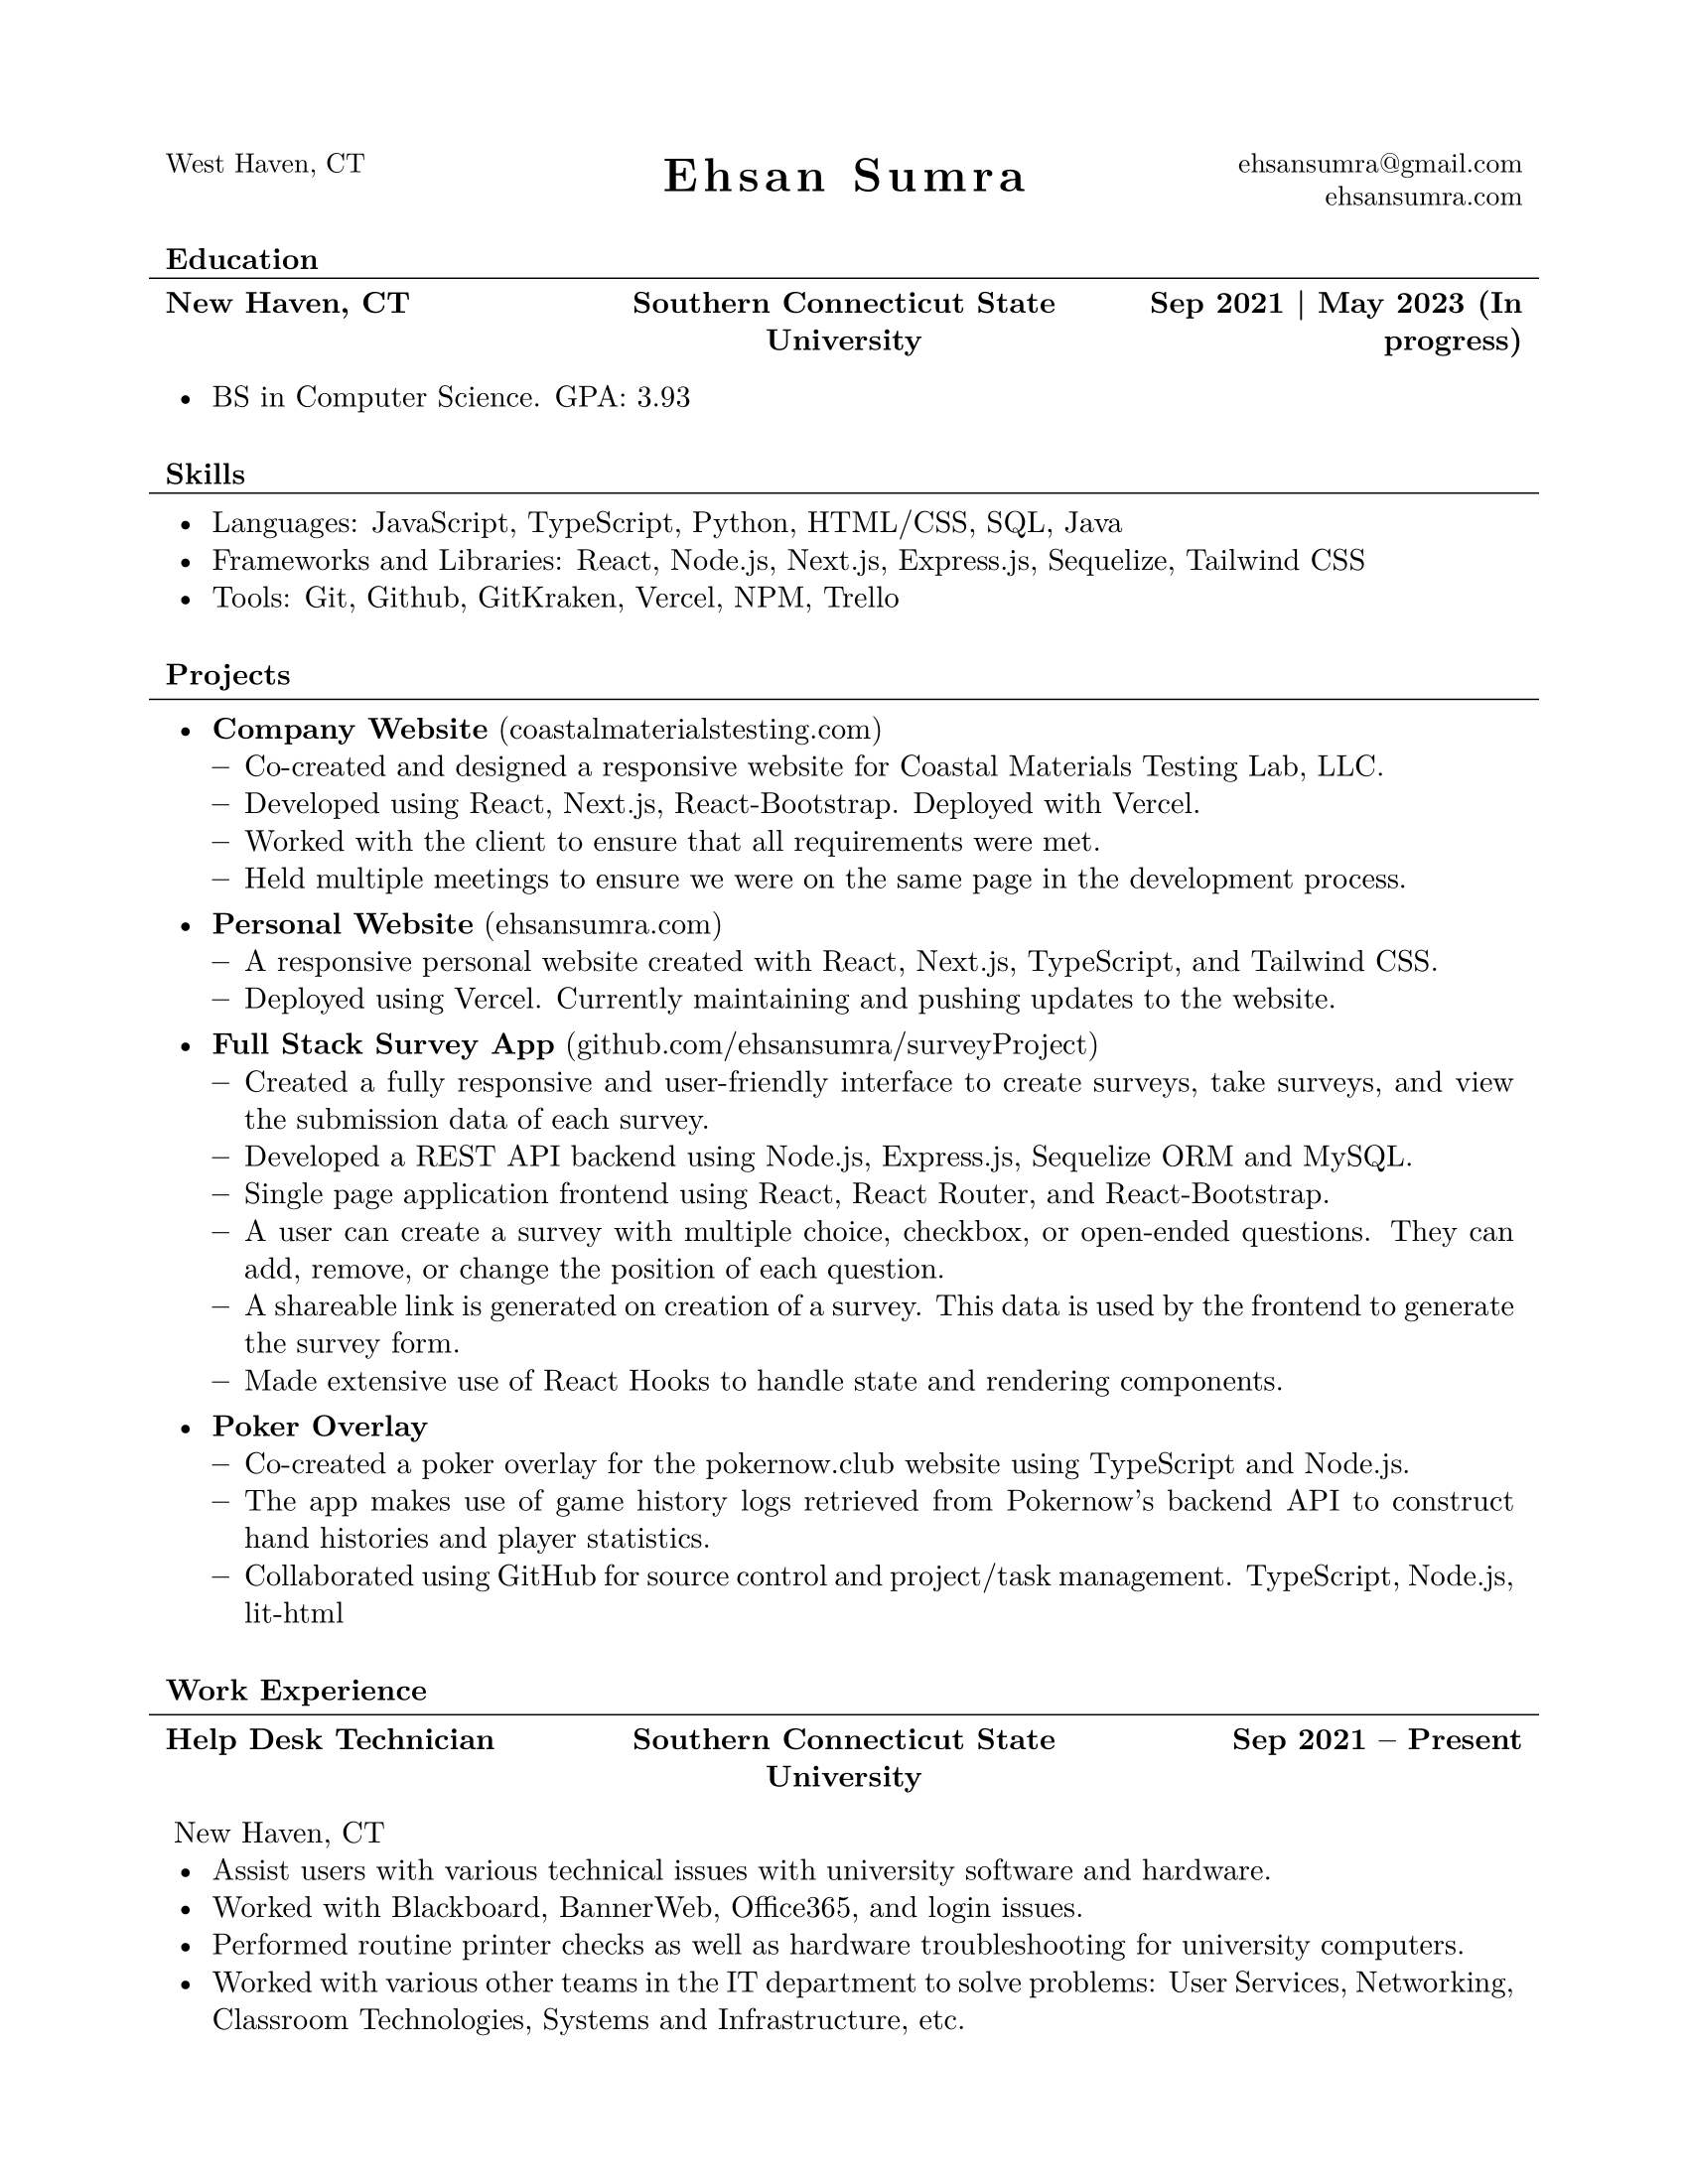 West Haven, CT
Ehsan Sumra
ehsansumra@gmail.com
ehsansumra.com
Education
New Haven, CT
Southern Connecticut State
University
Sep 2021 | May 2023 (In
progress)
• BS in Computer Science. GPA: 3.93
Skills
• Languages: JavaScript, TypeScript, Python, HTML/CSS, SQL, Java
• Frameworks and Libraries: React, Node.js, Next.js, Express.js, Sequelize, Tailwind CSS
• Tools: Git, Github, GitKraken, Vercel, NPM, Trello
Projects
• Company Website (coastalmaterialstesting.com)
– Co-created and designed a responsive website for Coastal Materials Testing Lab, LLC.
– Developed using React, Next.js, React-Bootstrap. Deployed with Vercel.
– Worked with the client to ensure that all requirements were met.
– Held multiple meetings to ensure we were on the same page in the development process.
• Personal Website (ehsansumra.com)
– A responsive personal website created with React, Next.js, TypeScript, and Tailwind CSS.
– Deployed using Vercel. Currently maintaining and pushing updates to the website.
• Full Stack Survey App (github.com/ehsansumra/surveyProject)
– Created a fully responsive and user-friendly interface to create surveys, take surveys, and view
the submission data of each survey.
– Developed a REST API backend using Node.js, Express.js, Sequelize ORM and MySQL.
– Single page application frontend using React, React Router, and React-Bootstrap.
– A user can create a survey with multiple choice, checkbox, or open-ended questions. They can
add, remove, or change the position of each question.
– A shareable link is generated on creation of a survey. This data is used by the frontend to generate
the survey form.
– Made extensive use of React Hooks to handle state and rendering components.
• Poker Overlay
– Co-created a poker overlay for the pokernow.club website using TypeScript and Node.js.
– The app makes use of game history logs retrieved from Pokernow's backend API to construct
hand histories and player statistics.
– Collaborated using GitHub for source control and project/task management. TypeScript, Node.js,
lit-html
Work Experience
Help Desk Technician
Southern Connecticut State
University
Sep 2021 – Present
New Haven, CT
• Assist users with various technical issues with university software and hardware.
• Worked with Blackboard, BannerWeb, Office365, and login issues.
• Performed routine printer checks as well as hardware troubleshooting for university computers.
• Worked with various other teams in the IT department to solve problems: User Services, Networking,
Classroom Technologies, Systems and Infrastructure, etc.